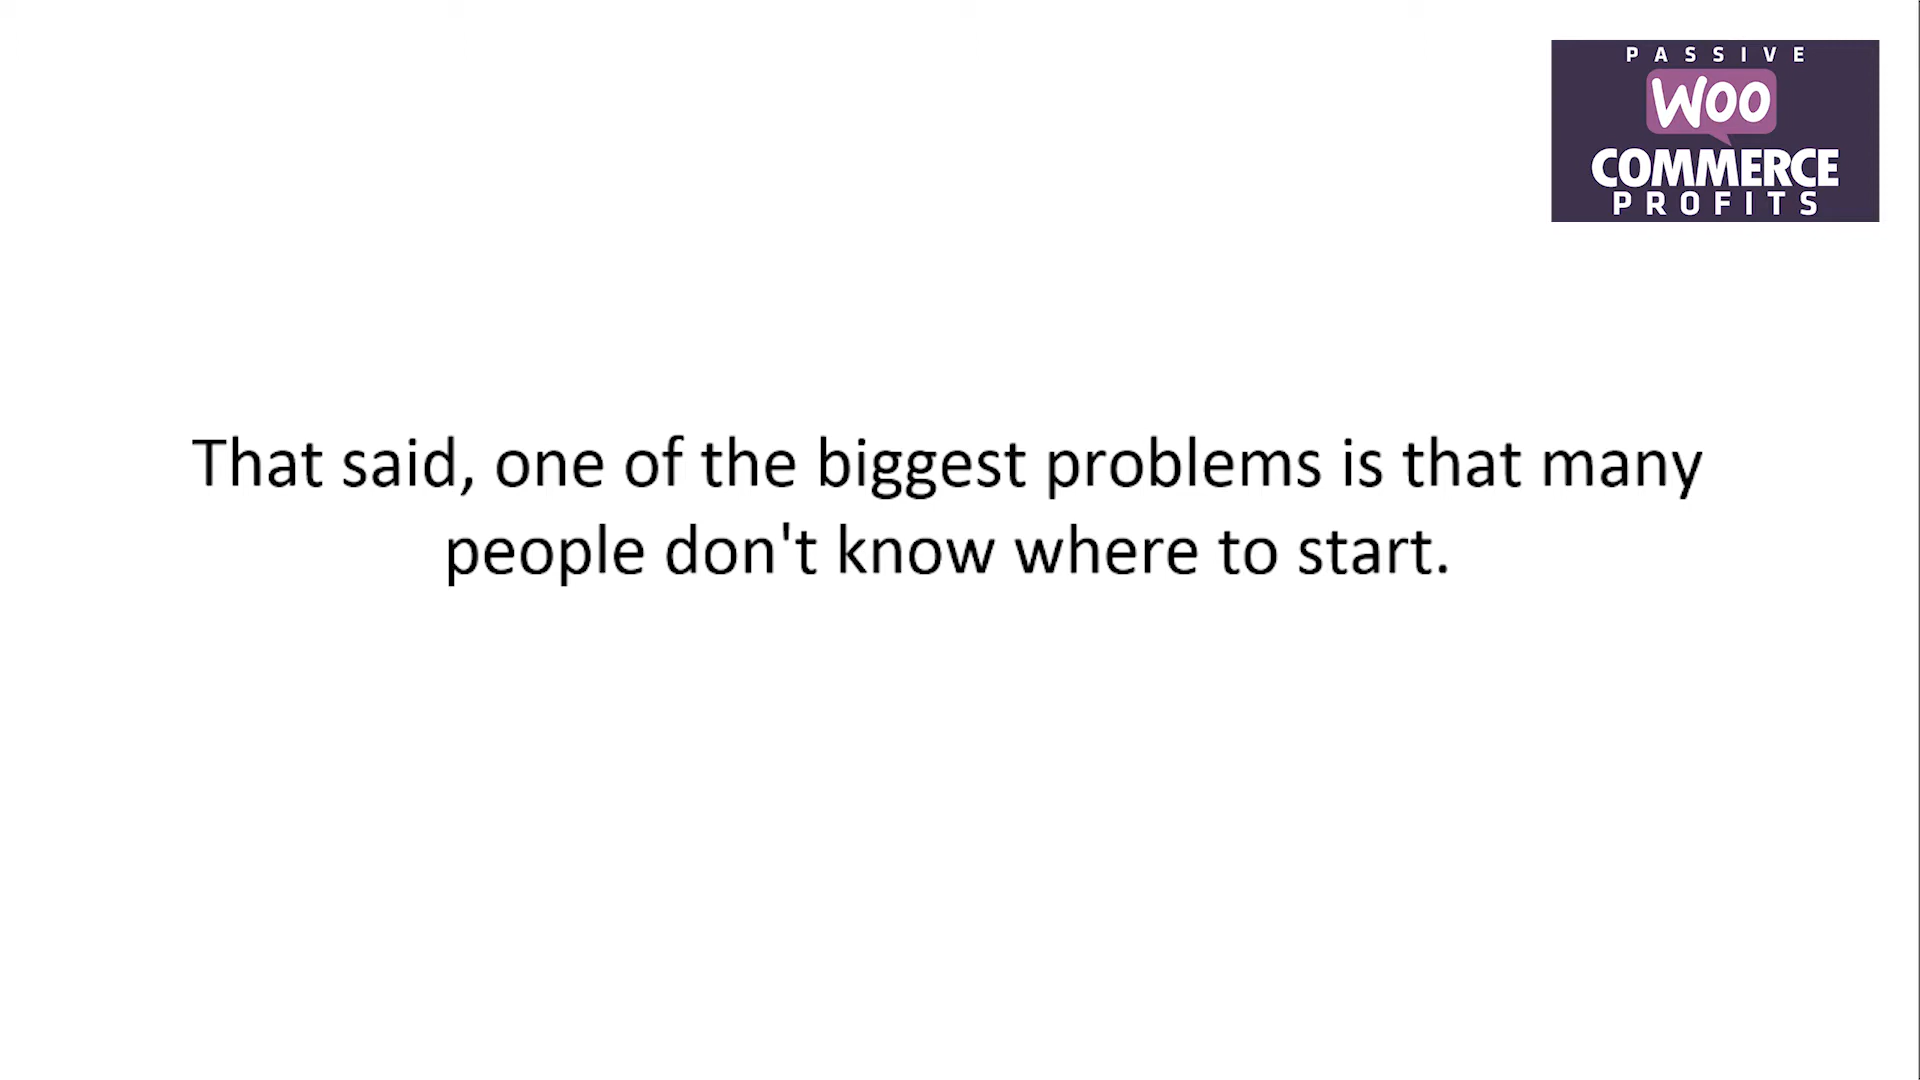 PASSIVE
WOO
COMMERCE
PROFITS
That said, one of the biggest problems is that many
people don't know where to start.